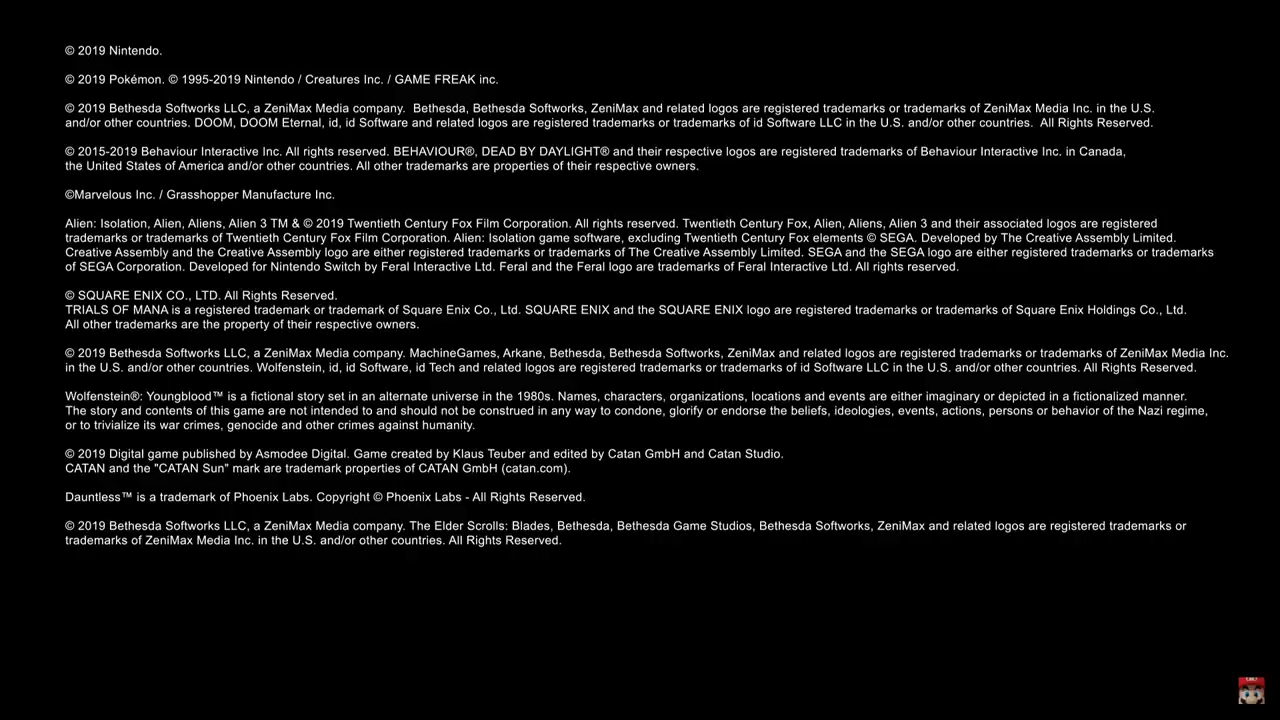 © 2019 Nintendo.
© 2019 Pokémon. © 1995-2019 Nintendo / Creatures Inc. / GAME FREAK inc.
© 2019 Bethesda Softworks LLC, a ZeniMax Media company.  Bethesda, Bethesda Softworks, ZeniMax and related logos are registered trademarks or trademarks of ZeniMax Media Inc. in the U.S.
and/or other countries. DOOM, DOOM Eternal, id, id Software and related logos are registered trademarks or trademarks of id Software LLC in the U.S. and/or other countries.  All Rights Reserved.
© 2015-2019 Behaviour Interactive Inc. All rights reserved. BEHAVIOUR®, DEAD BY DAYLIGHT® and their respective logos are registered trademarks of Behaviour Interactive Inc. in Canada,
the United States of America and/or other countries. All other trademarks are properties of their respective owners.
©Marvelous Inc. / Grasshopper Manufacture Inc.
Alien: Isolation, Alien, Aliens, Alien 3 TM & © 2019 Twentieth Century Fox Film Corporation. All rights reserved. Twentieth Century Fox, Alien, Aliens, Alien 3 and their associated logos are registered
trademarks or trademarks of Twentieth Century Fox Film Corporation. Alien: Isolation game software, excluding Twentieth Century Fox elements © SEGA. Developed by The Creative Assembly Limited.
Creative Assembly and the Creative Assembly logo are either registered trademarks or trademarks of The Creative Assembly Limited. SEGA and the SEGA logo are either registered trademarks or trademarks
of SEGA Corporation. Developed for Nintendo Switch by Feral Interactive Ltd. Feral and the Feral logo are trademarks of Feral Interactive Ltd. All rights reserved.
© SQUARE ENIX CO., LTD. All Rights Reserved.
TRIALS OF MANA is a registered trademark or trademark of Square Enix Co., Ltd. SQUARE ENIX and the SQUARE ENIX logo are registered trademarks or trademarks of Square Enix Holdings Co., Ltd.
All other trademarks are the property of their respective owners.
© 2019 Bethesda Softworks LLC, a ZeniMax Media company. MachineGames, Arkane, Bethesda, Bethesda Softworks, ZeniMax and related logos are registered trademarks or trademarks of ZeniMax Media Inc.
in the U.S. and/or other countries. Wolfenstein, id, id Software, id Tech and related logos are registered trademarks or trademarks of id Software LLC in the U.S. and/or other countries. All Rights Reserved.
Wolfenstein®: Youngblood™ is a fictional story set in an alternate universe in the 1980s. Names, characters, organizations, locations and events are either imaginary or depicted in a fictionalized manner.
The story and contents of this game are not intended to and should not be construed in any way to condone, glorify or endorse the beliefs, ideologies, events, actions, persons or behavior of the Nazi regime,
or to trivialize its war crimes, genocide and other crimes against humanity.
© 2019 Digital game published by Asmodee Digital. Game created by Klaus Teuber and edited by Catan GmbH and Catan Studio.
CATAN and the "CATAN Sun" mark are trademark properties of CATAN GmbH (catan.com).
Dauntless™ is a trademark of Phoenix Labs. Copyright © Phoenix Labs - All Rights Reserved.
© 2019 Bethesda Softworks LLC, a ZeniMax Media company. The Elder Scrolls: Blades, Bethesda, Bethesda Game Studios, Bethesda Softworks, ZeniMax and related logos are registered trademarks or
trademarks of ZeniMax Media Inc. in the U.S. and/or other countries. All Rights Reserved.